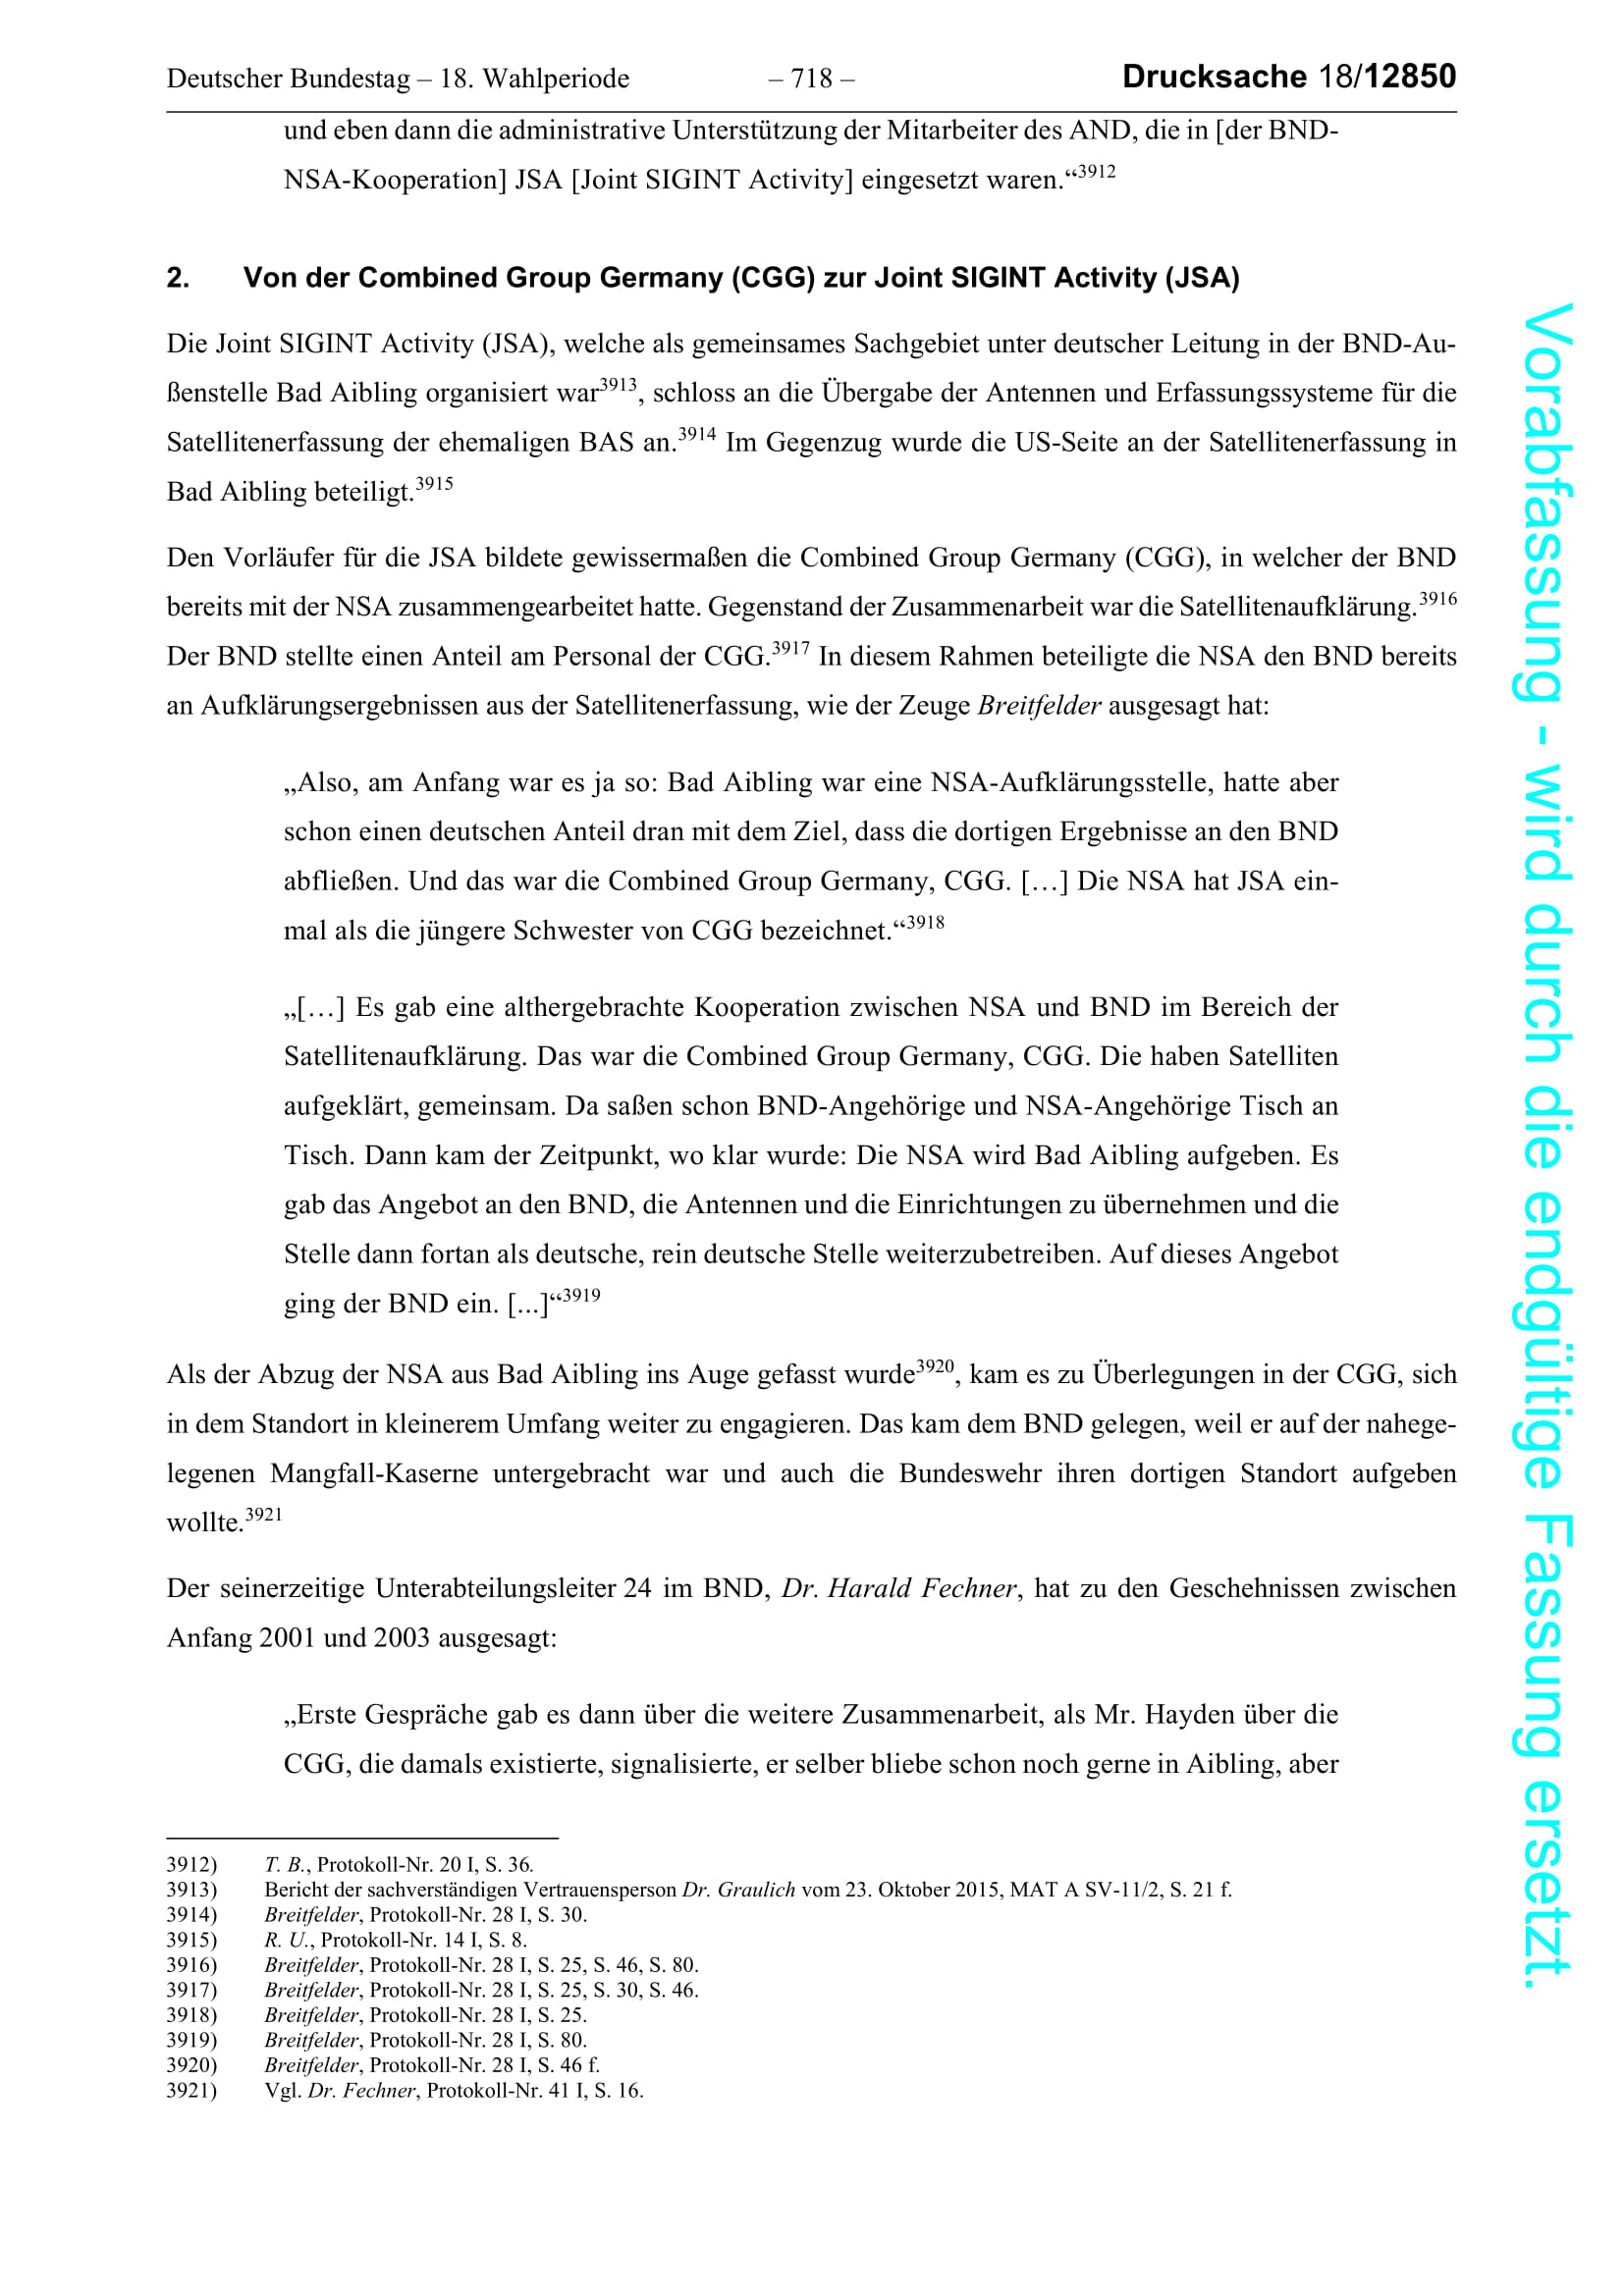 Deutscher Bundestag – 18. Wahlperiode – 718 – Drucksache 18/12850
und eben dann die administrative Unterstützung der Mitarbeiter des AND, die in [der BND-
NSA-Kooperation] JSA [Joint SIGINT Activity] eingesetzt waren.“3912
2. Von der Combined Group Germany (CGG) zur Joint SIGINT Activity (JSA)
Die Joint SIGINT Activity (JSA), welche als gemeinsames Sachgebiet unter deutscher Leitung in der BND-Au-
ßenstelle Bad Aibling organisiert war3913, schloss an die Übergabe der Antennen und Erfassungssysteme für die
Satellitenerfassung der ehemaligen BAS an.3914 Im Gegenzug wurde die US-Seite an der Satellitenerfassung in
Bad Aibling beteiligt.3915
Den Vorläufer für die JSA bildete gewissermaßen die Combined Group Germany (CGG), in welcher der BND
bereits mit der NSA zusammengearbeitet hatte. Gegenstand der Zusammenarbeit war die Satellitenaufklärung.3916
Der BND stellte einen Anteil am Personal der CGG.3917 In diesem Rahmen beteiligte die NSA den BND bereits
an Aufklärungsergebnissen aus der Satellitenerfassung, wie der Zeuge Breitfelder ausgesagt hat:
„Also, am Anfang war es ja so: Bad Aibling war eine NSA-Aufklärungsstelle, hatte aber
schon einen deutschen Anteil dran mit dem Ziel, dass die dortigen Ergebnisse an den BND
abfließen. Und das war die Combined Group Germany, CGG. […] Die NSA hat JSA ein-
mal als die jüngere Schwester von CGG bezeichnet.“3918
„[…] Es gab eine althergebrachte Kooperation zwischen NSA und BND im Bereich der
Satellitenaufklärung. Das war die Combined Group Germany, CGG. Die haben Satelliten
aufgeklärt, gemeinsam. Da saßen schon BND-Angehörige und NSA-Angehörige Tisch an
Tisch. Dann kam der Zeitpunkt, wo klar wurde: Die NSA wird Bad Aibling aufgeben. Es
gab das Angebot an den BND, die Antennen und die Einrichtungen zu übernehmen und die
Stelle dann fortan als deutsche, rein deutsche Stelle weiterzubetreiben. Auf dieses Angebot
ging der BND ein. [...]“3919
Als der Abzug der NSA aus Bad Aibling ins Auge gefasst wurde3920, kam es zu Überlegungen in der CGG, sich
in dem Standort in kleinerem Umfang weiter zu engagieren. Das kam dem BND gelegen, weil er auf der nahege-
legenen Mangfall-Kaserne untergebracht war und auch die Bundeswehr ihren dortigen Standort aufgeben
wollte.3921
Der seinerzeitige Unterabteilungsleiter 24 im BND, Dr. Harald Fechner, hat zu den Geschehnissen zwischen
Anfang 2001 und 2003 ausgesagt:
„Erste Gespräche gab es dann über die weitere Zusammenarbeit, als Mr. Hayden über die
CGG, die damals existierte, signalisierte, er selber bliebe schon noch gerne in Aibling, aber
3912) T. B., Protokoll-Nr. 20 I, S. 36.
3913) Bericht der sachverständigen Vertrauensperson Dr. Graulich vom 23. Oktober 2015, MAT A SV-11/2, S. 21 f.
3914) Breitfelder, Protokoll-Nr. 28 I, S. 30.
3915) R. U., Protokoll-Nr. 14 I, S. 8.
3916) Breitfelder, Protokoll-Nr. 28 I, S. 25, S. 46, S. 80.
3917) Breitfelder, Protokoll-Nr. 28 I, S. 25, S. 30, S. 46.
3918) Breitfelder, Protokoll-Nr. 28 I, S. 25.
3919) Breitfelder, Protokoll-Nr. 28 I, S. 80.
3920) Breitfelder, Protokoll-Nr. 28 I, S. 46 f.
3921) Vgl. Dr. Fechner, Protokoll-Nr. 41 I, S. 16.
Vorabfassung - wird durch die endgültige Fassung ersetzt.